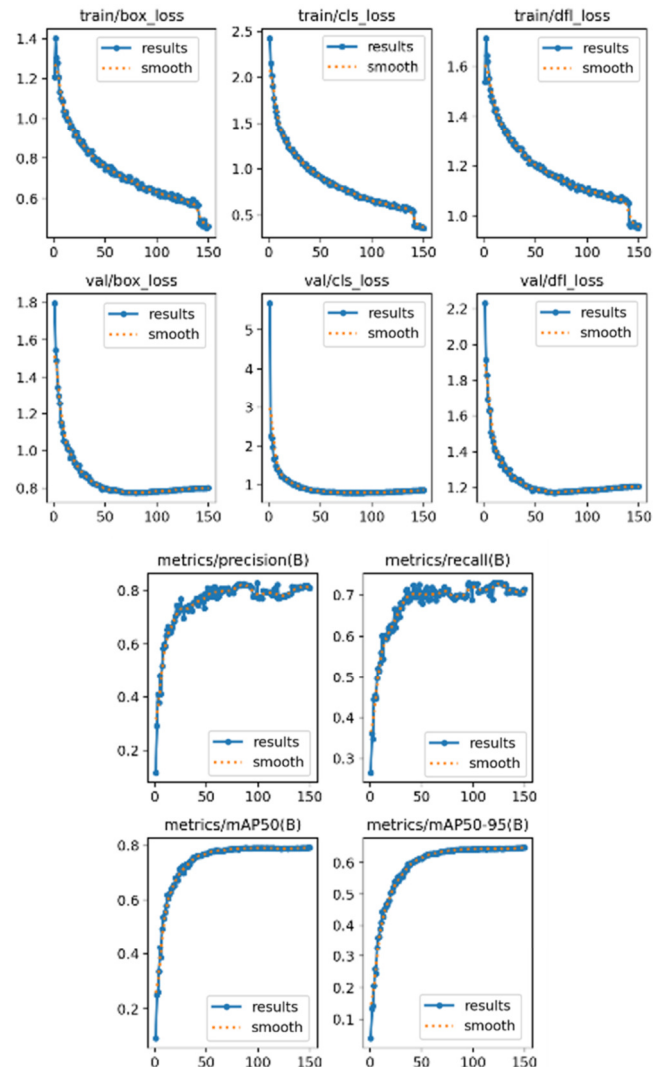 train/box_loss
results
smooth
1.4
1.2
1.0
0.8
0.6
0 50 100 150
train/cls_loss
results
smooth
2.5
2.0
1.5
1.0
0.5
0 50 100 150
train/dfl_loss
results
smooth
1.6
1.4
1.2
1.0
0 50 100 150
val/box_loss
results
smooth
1.8
1.6
1.4
1.2
1.0
0.8
0 50 100 150
val/cls_loss
results
smooth
5
4
3
2
1
0 50 100 150
val/dfl_loss
results
smooth
2.2
2.0
1.8
1.6
1.4
1.2
0 50 100 150
metrics/precision(B)
0.8
0.6
0.4
0.2
results
smooth
0 50 100 150
metrics/recall(B)
0.7
0.6
0.5
0.4
0.3
results
smooth
0 50 100 150
metrics/mAP50(B)
0.8
0.6
0.4
0.2
results
smooth
0 50 100 150
metrics/mAP50-95(B)
0.6
0.5
0.4
0.3
0.2
0.1
results
smooth
0 50 100 150